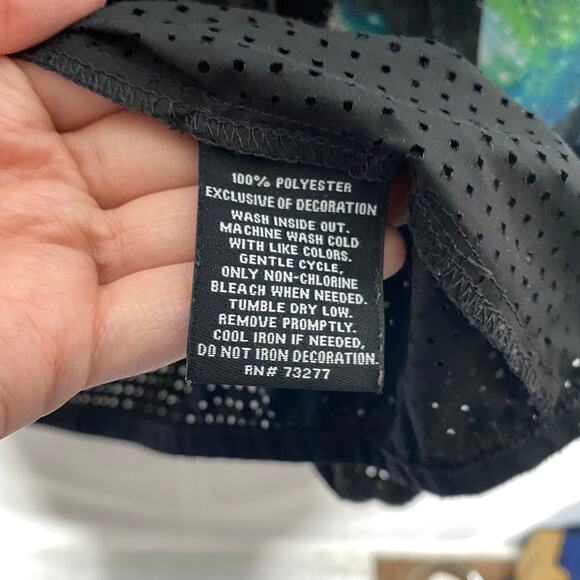 100% POLYESTER
EXCLUSIVE OF DECORATION
WASH INSIDE OUT.
MACHINE WASH COLD
WITH LIKE COLORS.
GENTLE CYCLE,
ONLY NON-CHLORINE
BLEACH WHEN NEEDED.
TUMBLE DRY LOW.
REMOVE PROMPTLY.
COOL IRON IF NEEDED,
DO NOT IRON DECORATION.
RN# 73277